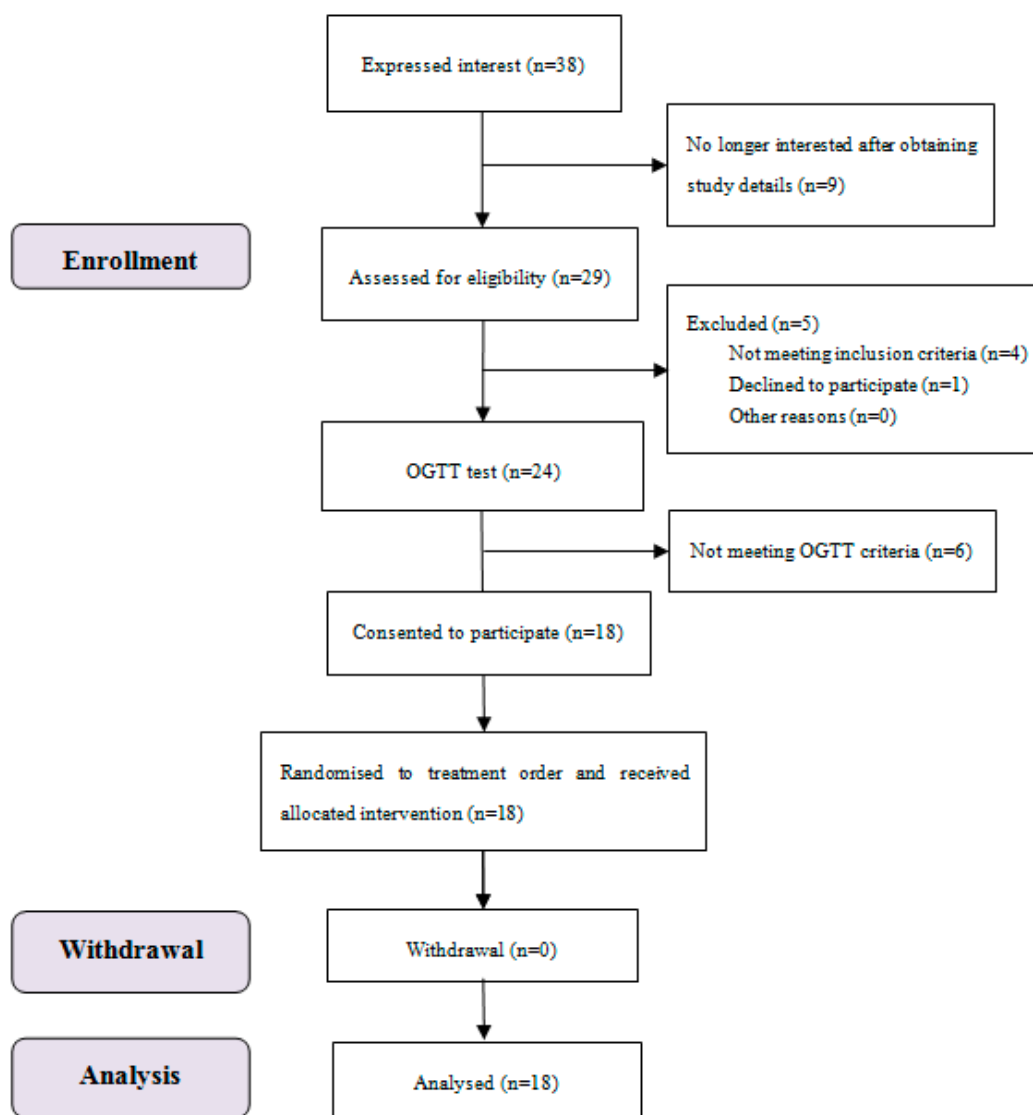 Expressed interest (n=38)
No longer interested after obtaining
study details (n=9)
Enrollment
Assessed for eligibility (n=29)
Excluded (n=5)
Not meeting inclusion criteria (n=4)
Declined to participate (n=1)
Other reasons (n=0)
OGTT test (n=24)
Not meeting OGTT criteria (n=6)
Consented to participate (n=18)
Randomised to treatment order and received
allocated intervention (n=18)
Withdrawal
Withdrawal (n=0)
Analysis
Analysed (n=18)